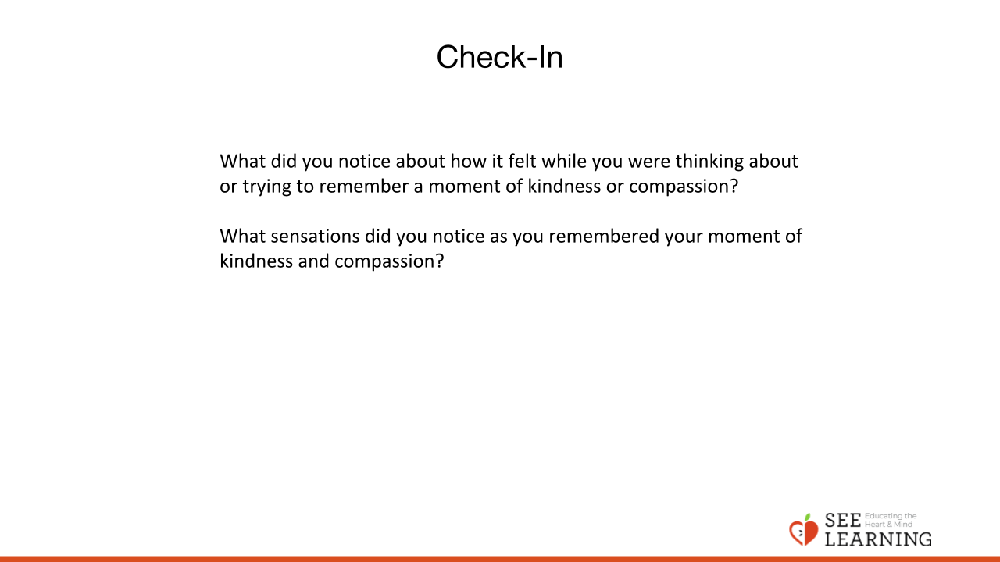 Check-In
What did you notice about how it felt while you were thinking about
or trying to remember a moment of kindness or compassion?
What sensations did you notice as you remembered your moment of
kindness and compassion?
SEE Educating the
Heart & Mind
LEARNING